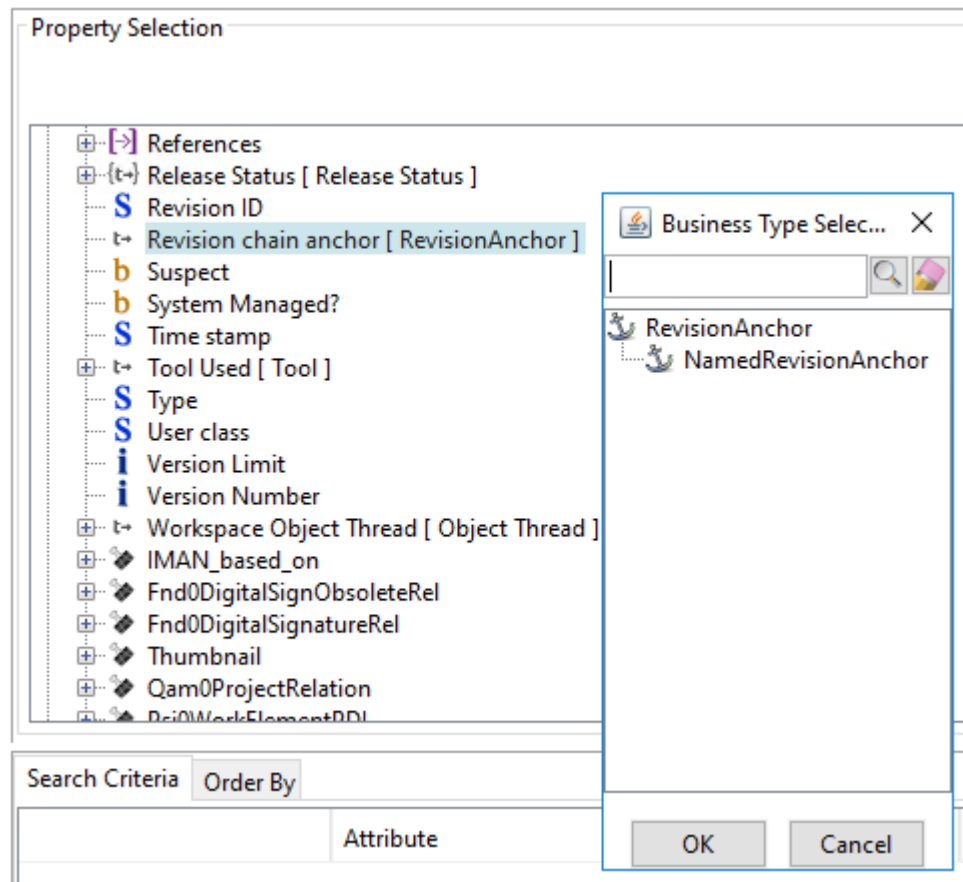 Property Selection
References
Release Status [ Release Status ]
S Revision ID
Revision chain anchor [ RevisionAnchor ]
b Suspect
b System Managed?
S Time stamp
Tool Used [ Tool ]
S Type
S User class
i Version Limit
i Version Number
Workspace Object Thread [ Object Thread ]
IMAN_based_on
Fnd0DigitalSignObsoleteRel
Fnd0DigitalSignatureRel
Thumbnail
Qam0ProjectRelation
Business Type Selec...
RevisionAnchor
NamedRevisionAnchor
OK Cancel
Search Criteria Order By
Attribute